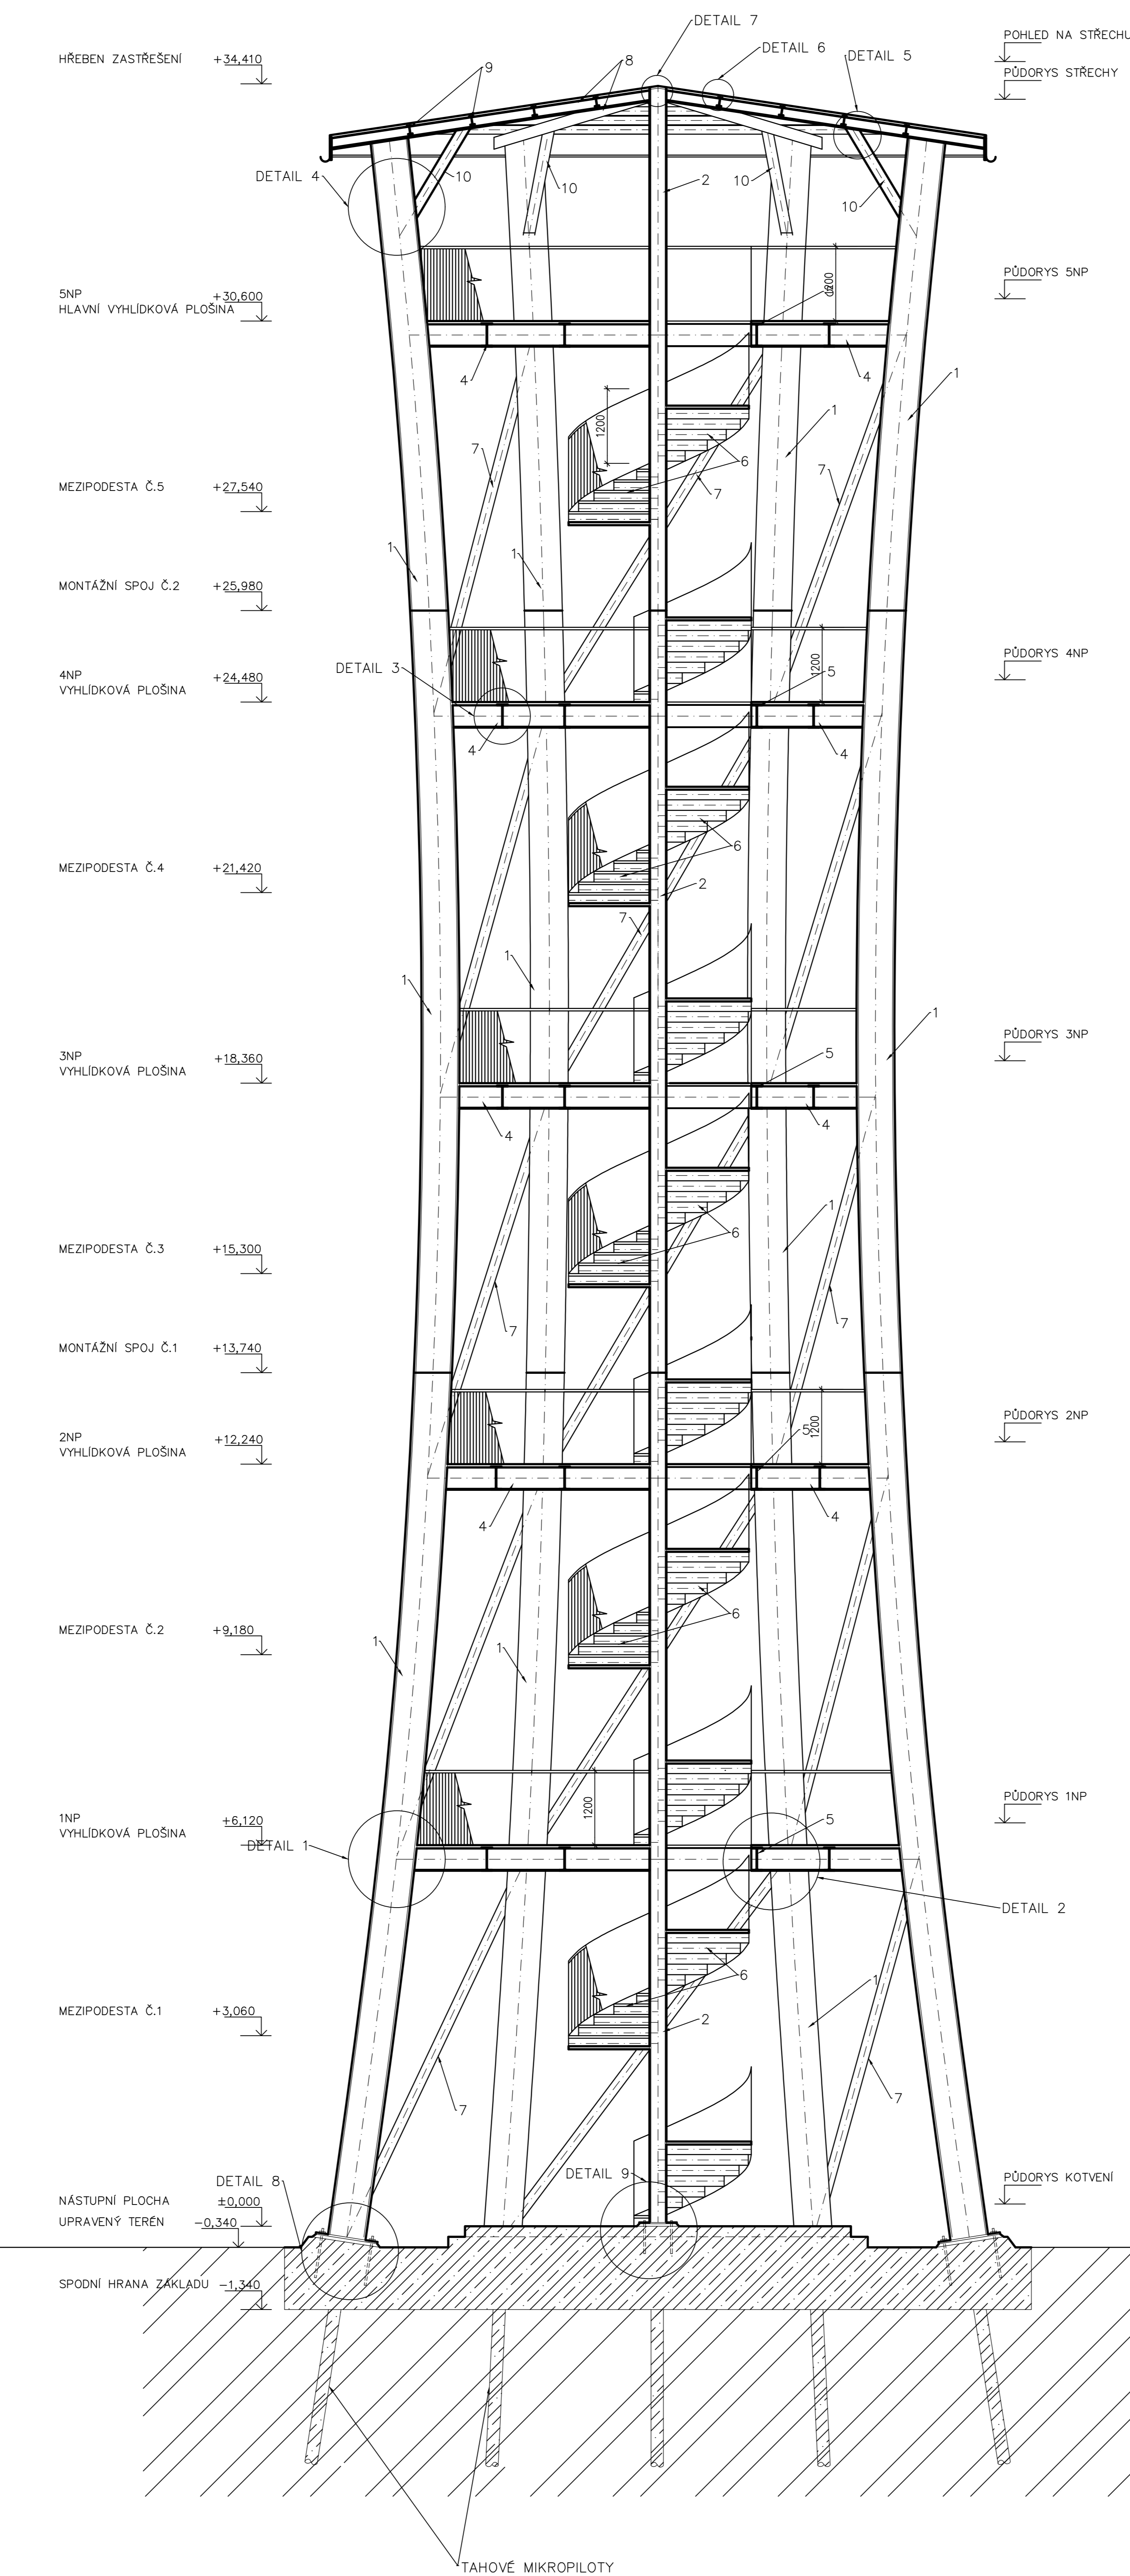 DETAIL 7
POHLED NA STŘECHU
DETAIL 6
HŘEBEN ZASTŘEŠENÍ +34,410
9
8
DETAIL 5
PŮDORYS STŘECHY
DETAIL 4
10
10
2
10
10
PŮDORYS 5NP
5NP +30,600
HLAVNÍ VYHLÍDKOVÁ PLOŠINA
1200
4
4
1
1200
1
7
6
7
7
MEZIPODESTA Č.5 +27,540
1
1
MONTÁŽNÍ SPOJ Č.2 +25,980
PŮDORYS 4NP
4NP +24,480
VYHLÍDKOVÁ PLOŠINA
DETAIL 3
1200
5
4
4
6
MEZIPODESTA Č.4 +21,420
2
7
1
1
1
PŮDORYS 3NP
3NP +18,360
VYHLÍDKOVÁ PLOŠINA
5
4
4
1
6
MEZIPODESTA Č.3 +15,300
7
7
MONTÁŽNÍ SPOJ Č.1 +13,740
PŮDORYS 2NP
2NP +12,240
VYHLÍDKOVÁ PLOŠINA
5
1200
4
4
6
MEZIPODESTA Č.2 +9,180
1
1
PŮDORYS 1NP
1NP +6,120
VYHLÍDKOVÁ PLOŠINA
1200
5
DETAIL 1
DETAIL 2
6
1
MEZIPODESTA Č.1 +3,060
2
7
7
DETAIL 8
DETAIL 9
PŮDORYS KOTVENÍ
NÁSTUPNÍ PLOCHA ±0,000
UPRAVENÝ TERÉN -0,340
SPODNÍ HRANA ZÁKLADU -1,340
TAHOVÉ MIKROPILOTY